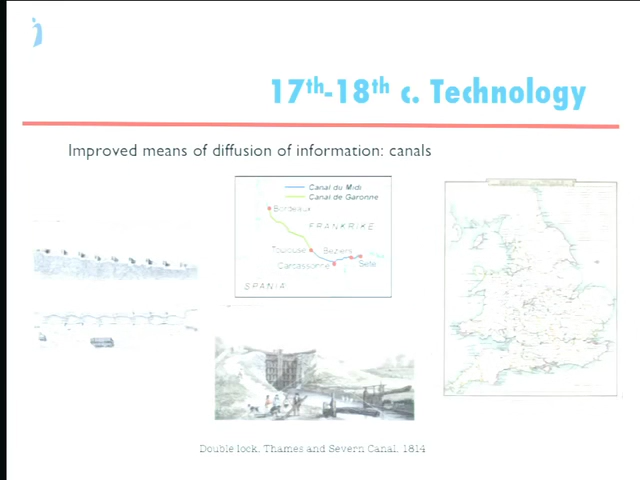 17th-18th c. Technology
Improved means of diffusion of information: canals
Canal du Midi
Canal de Garonne
Bordeaux
FRANKRIKE
Toulouse
Beziers
Carcassonne
Sète
SPANIA
Double lock, Thames and Severn Canal, 1814